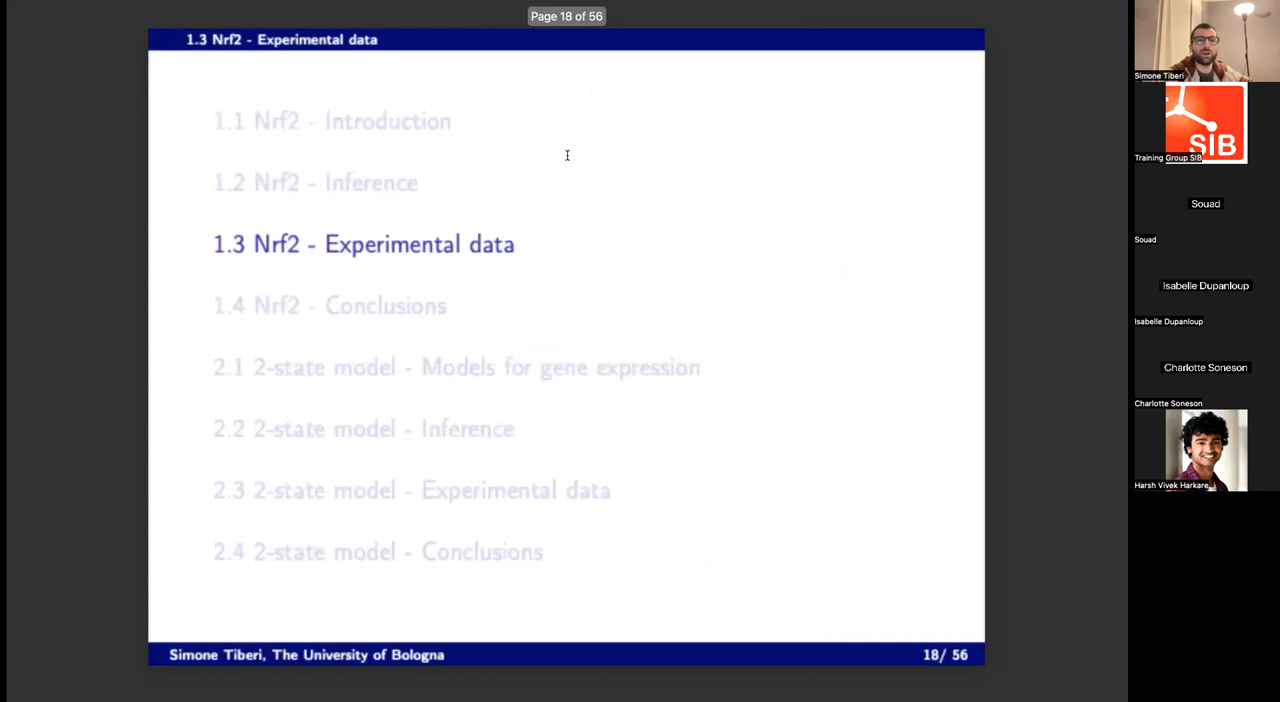 Page 18 of 56
1.3 Nrf2 - Experimental data
1.1 Nrf2 - Introduction
1.2 Nrf2 - Inference
1.3 Nrf2 - Experimental data
1.4 Nrf2 - Conclusions
2.1 2-state model - Models for gene expression
2.2 2-state model - Inference
2.3 2-state model - Experimental data
2.4 2-state model - Conclusions
Simone Tiberi, The University of Bologna
18/ 56
Simone Tiberi
SIB
Training Group SIB
Souad
Souad
Isabelle Dupanloup
Isabelle Dupanloup
Charlotte Soneson
Charlotte Soneson
Harsh Vivek Harkare